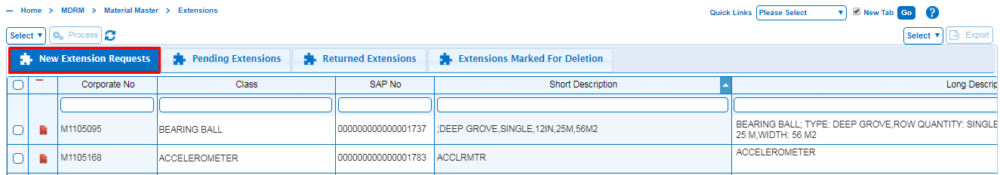 Home > MDRM > Material Master > Extensions
Quick Links Please Select New Tab Go ?
Select Process Select Export
New Extension Requests Pending Extensions Returned Extensions Extensions Marked For Deletion
Corporate No Class SAP No Short Description Long Descrip
M1105095 BEARING BALL 000000000000001737 ;DEEP GROVE,SINGLE,12IN,25M,56M2 BEARING BALL; TYPE: DEEP GROVE,ROW QUANTITY: SINGLE
25 M,WIDTH: 56 M2
M1105168 ACCELEROMETER 000000000000001783 ACCLRMTR ACCELEROMETER